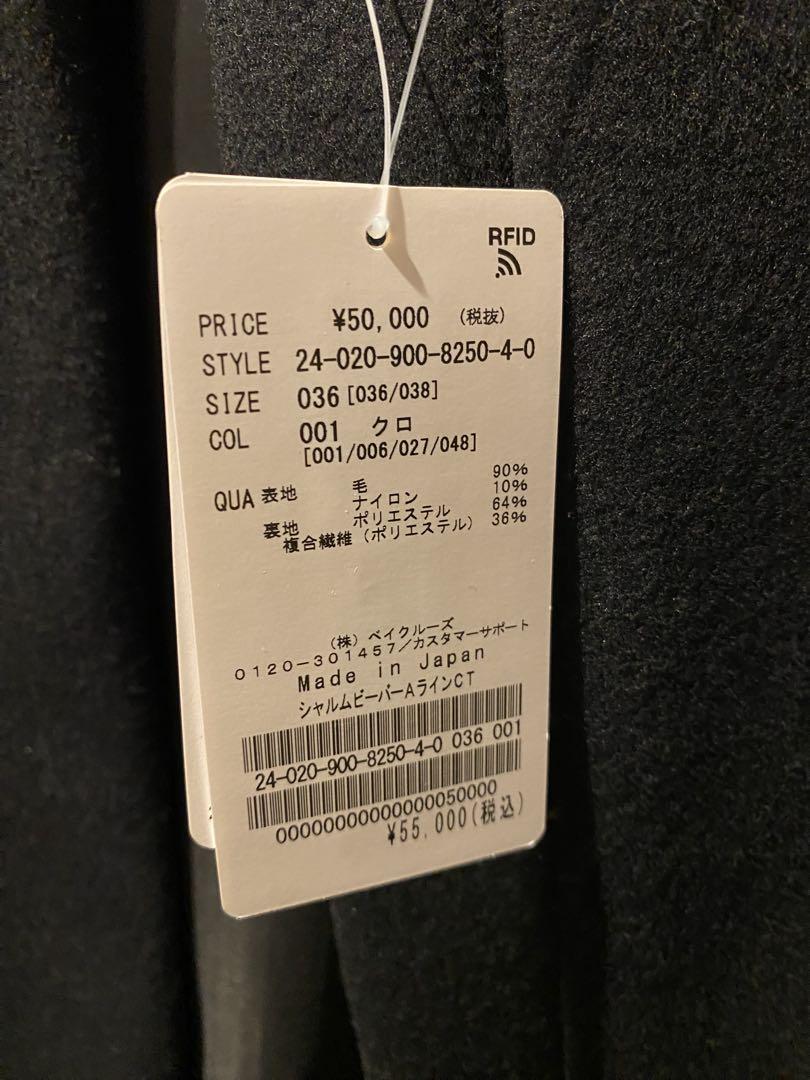 RFID
PRICE ¥50,000 (税抜)
STYLE 24-020-900-8250-4-0
SIZE 036 [036/038]
COL 001 クロ
[001/006/027/048]
QUA 表地 毛 90%
ナイロン 10%
裏地 ポリエステル 64%
複合繊維(ポリエステル) 36%
(株)ベイクルーズ
0120-301457/カスタマーサポート
Made in Japan
シャルムビーバーAラインCT
24-020-900-8250-4-0 036 001
00000000000000050000
¥55,000(税込)